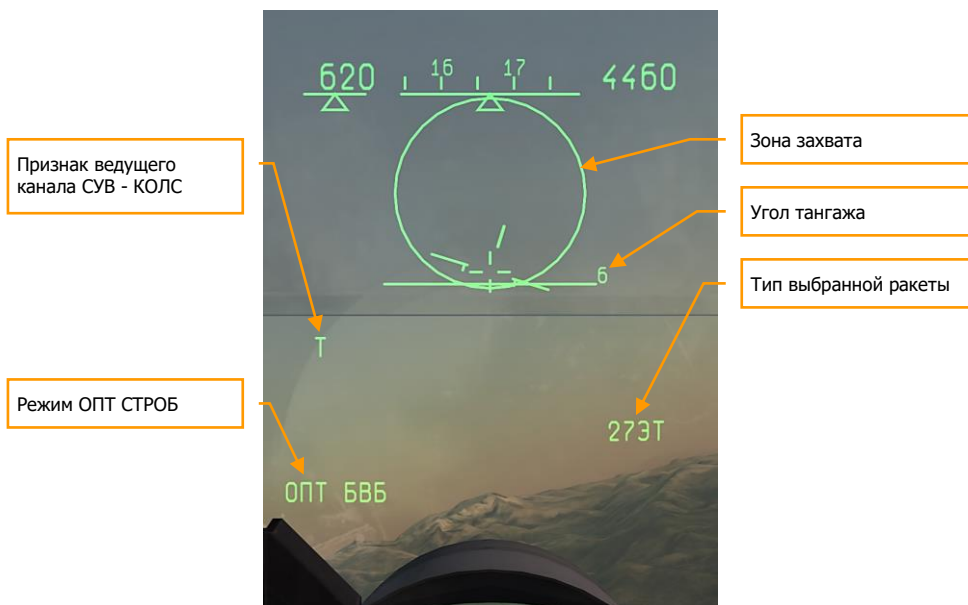 620 16 17 4460
Признак ведущего
канала СУВ - КОЛС
Зона захвата
Угол тангажа
6
Тип выбранной ракеты
Т
Режим ОПТ СТРОБ
27ЭТ
ОПТ БВБ